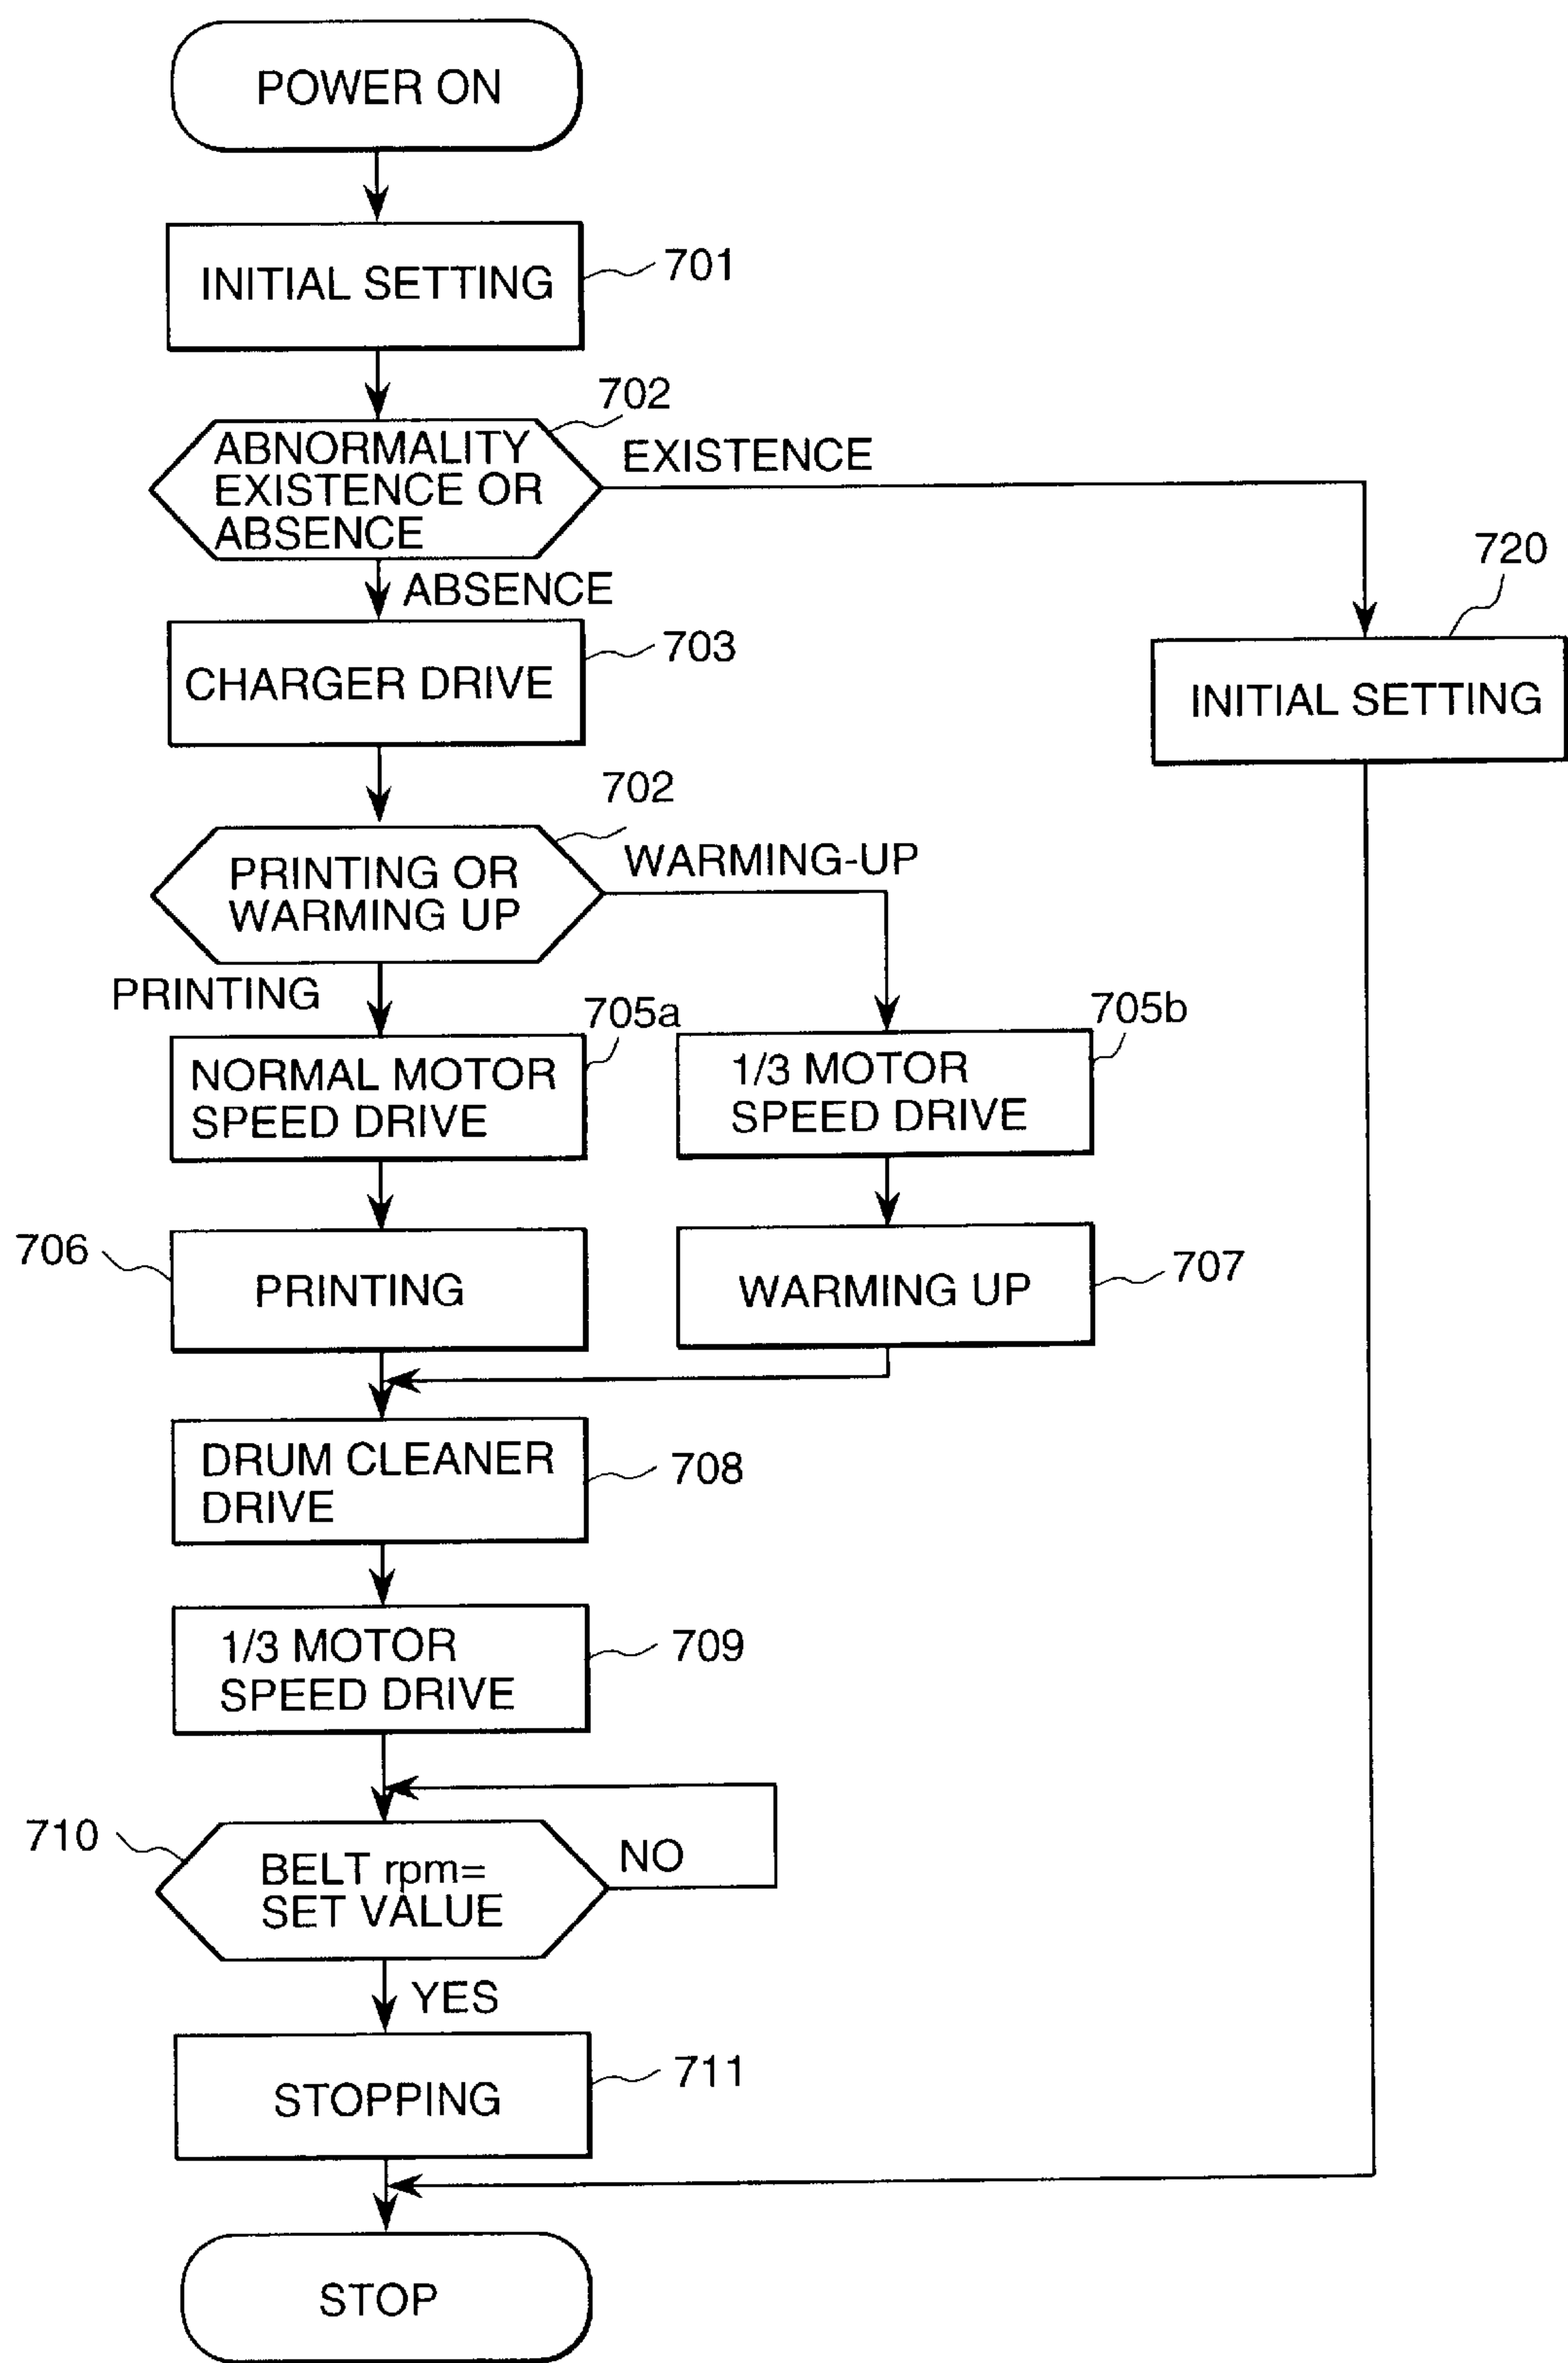 POWER ON
INITIAL SETTING
701
702
ABNORMALITY
EXISTENCE OR
ABSENCE
EXISTENCE
ABSENCE
720
INITIAL SETTING
703
CHARGER DRIVE
702
PRINTING OR
WARMING UP
WARMING-UP
PRINTING
705a
NORMAL MOTOR
SPEED DRIVE
705b
1/3 MOTOR
SPEED DRIVE
706
PRINTING
WARMING UP
707
DRUM CLEANER
DRIVE
708
1/3 MOTOR
SPEED DRIVE
709
710
BELT rpm=
SET VALUE
NO
YES
STOPPING
711
STOP